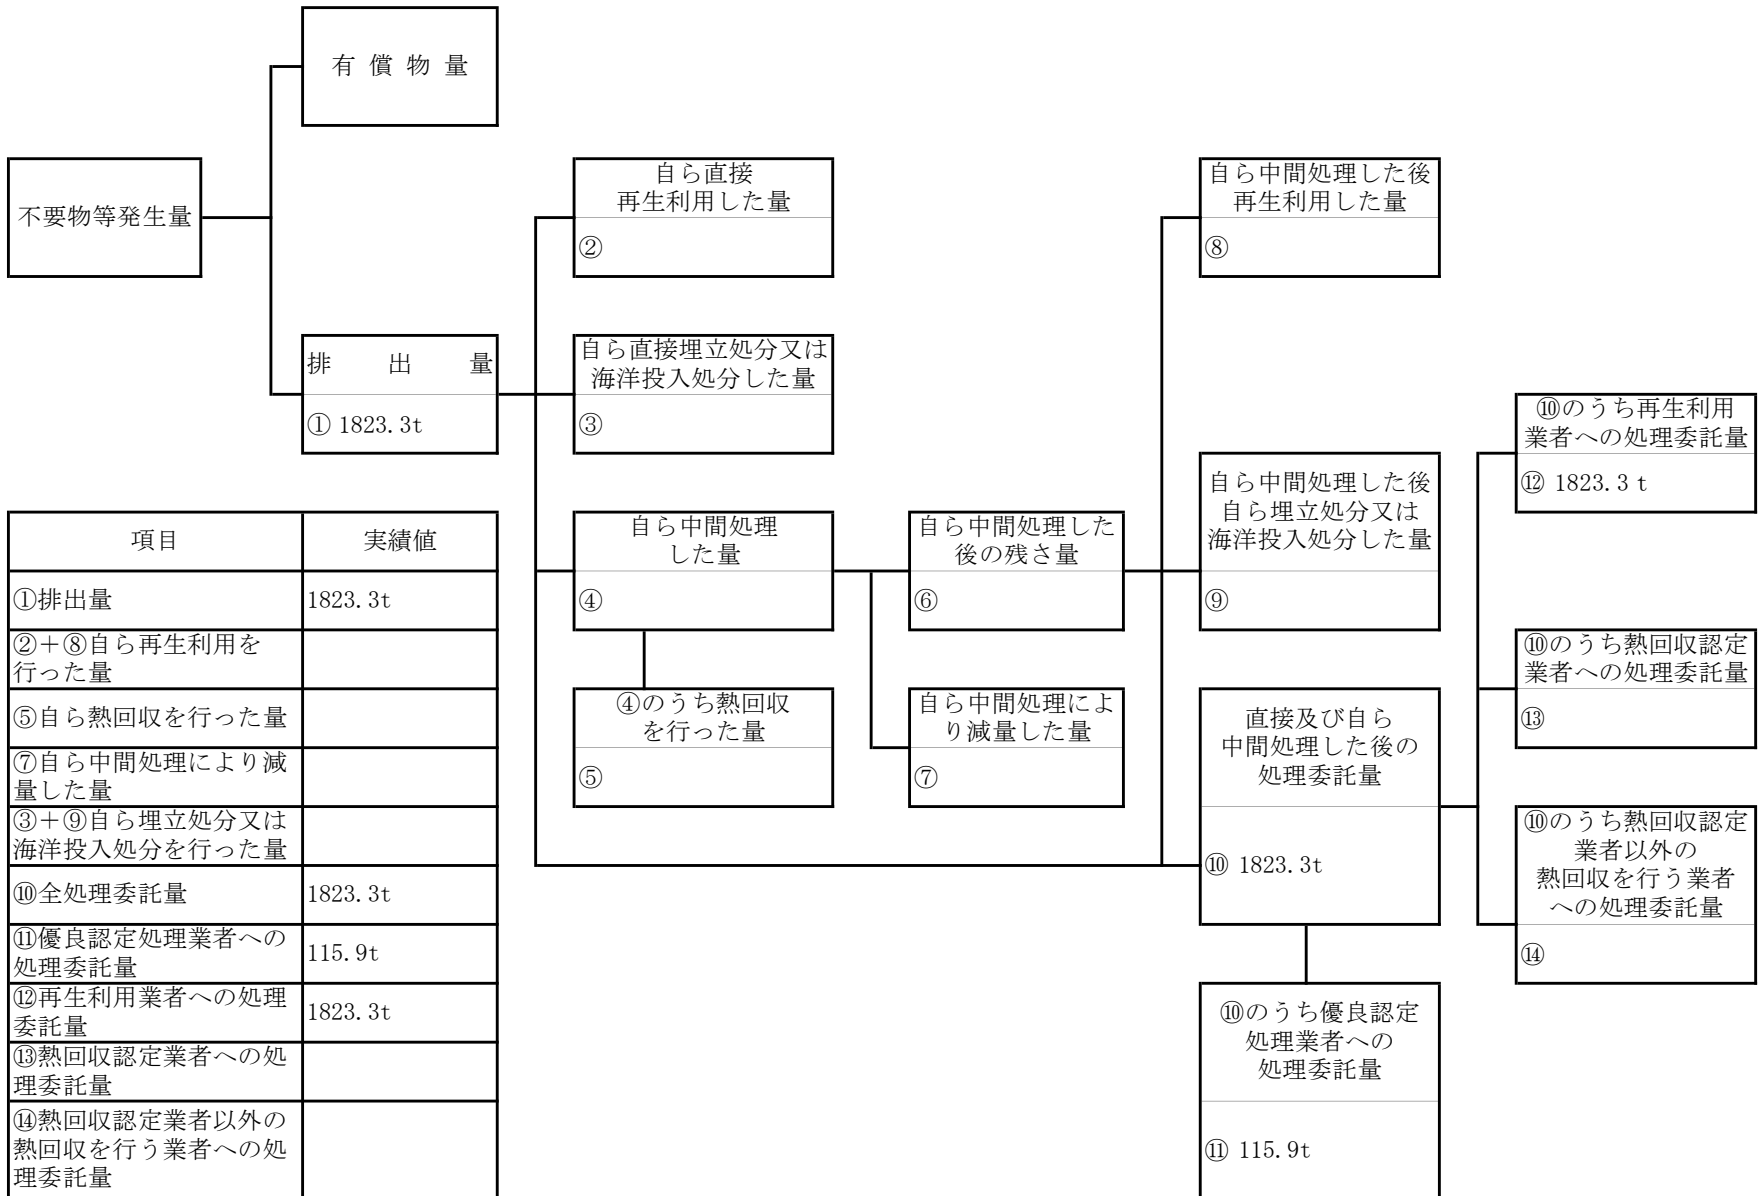 有 償 物 量
不要物等発生量
自ら直接
再生利用した量
②
自ら中間処理した後
再生利用した量
⑧
排 出 量
① 1823.3t
自ら直接埋立処分又は
海洋投入処分した量
③
⑩のうち再生利用
業者への処理委託量
⑫ 1823.3 t
自ら中間処理した後
自ら埋立処分又は
海洋投入処分した量
⑨
自ら中間処理
した量
④
自ら中間処理した
後の残さ量
⑥
⑩のうち熱回収認定
業者への処理委託量
⑬
④のうち熱回収
を行った量
⑤
自ら中間処理によ
り減量した量
⑦
直接及び自ら
中間処理した後の
処理委託量
⑩ 1823.3t
⑩のうち熱回収認定
業者以外の
熱回収を行う業者
への処理委託量
⑭
⑩のうち優良認定
処理業者への
処理委託量
⑪ 115.9t
項目 実績値
①排出量 1823.3t
②＋⑧自ら再生利用を
行った量
⑤自ら熱回収を行った量
⑦自ら中間処理により減
量した量
③＋⑨自ら埋立処分又は
海洋投入処分を行った量
⑩全処理委託量 1823.3t
⑪優良認定処理業者への
処理委託量 115.9t
⑫再生利用業者への処理
委託量 1823.3t
⑬熱回収認定業者への処
理委託量
⑭熱回収認定業者以外の
熱回収を行う業者への処
理委託量